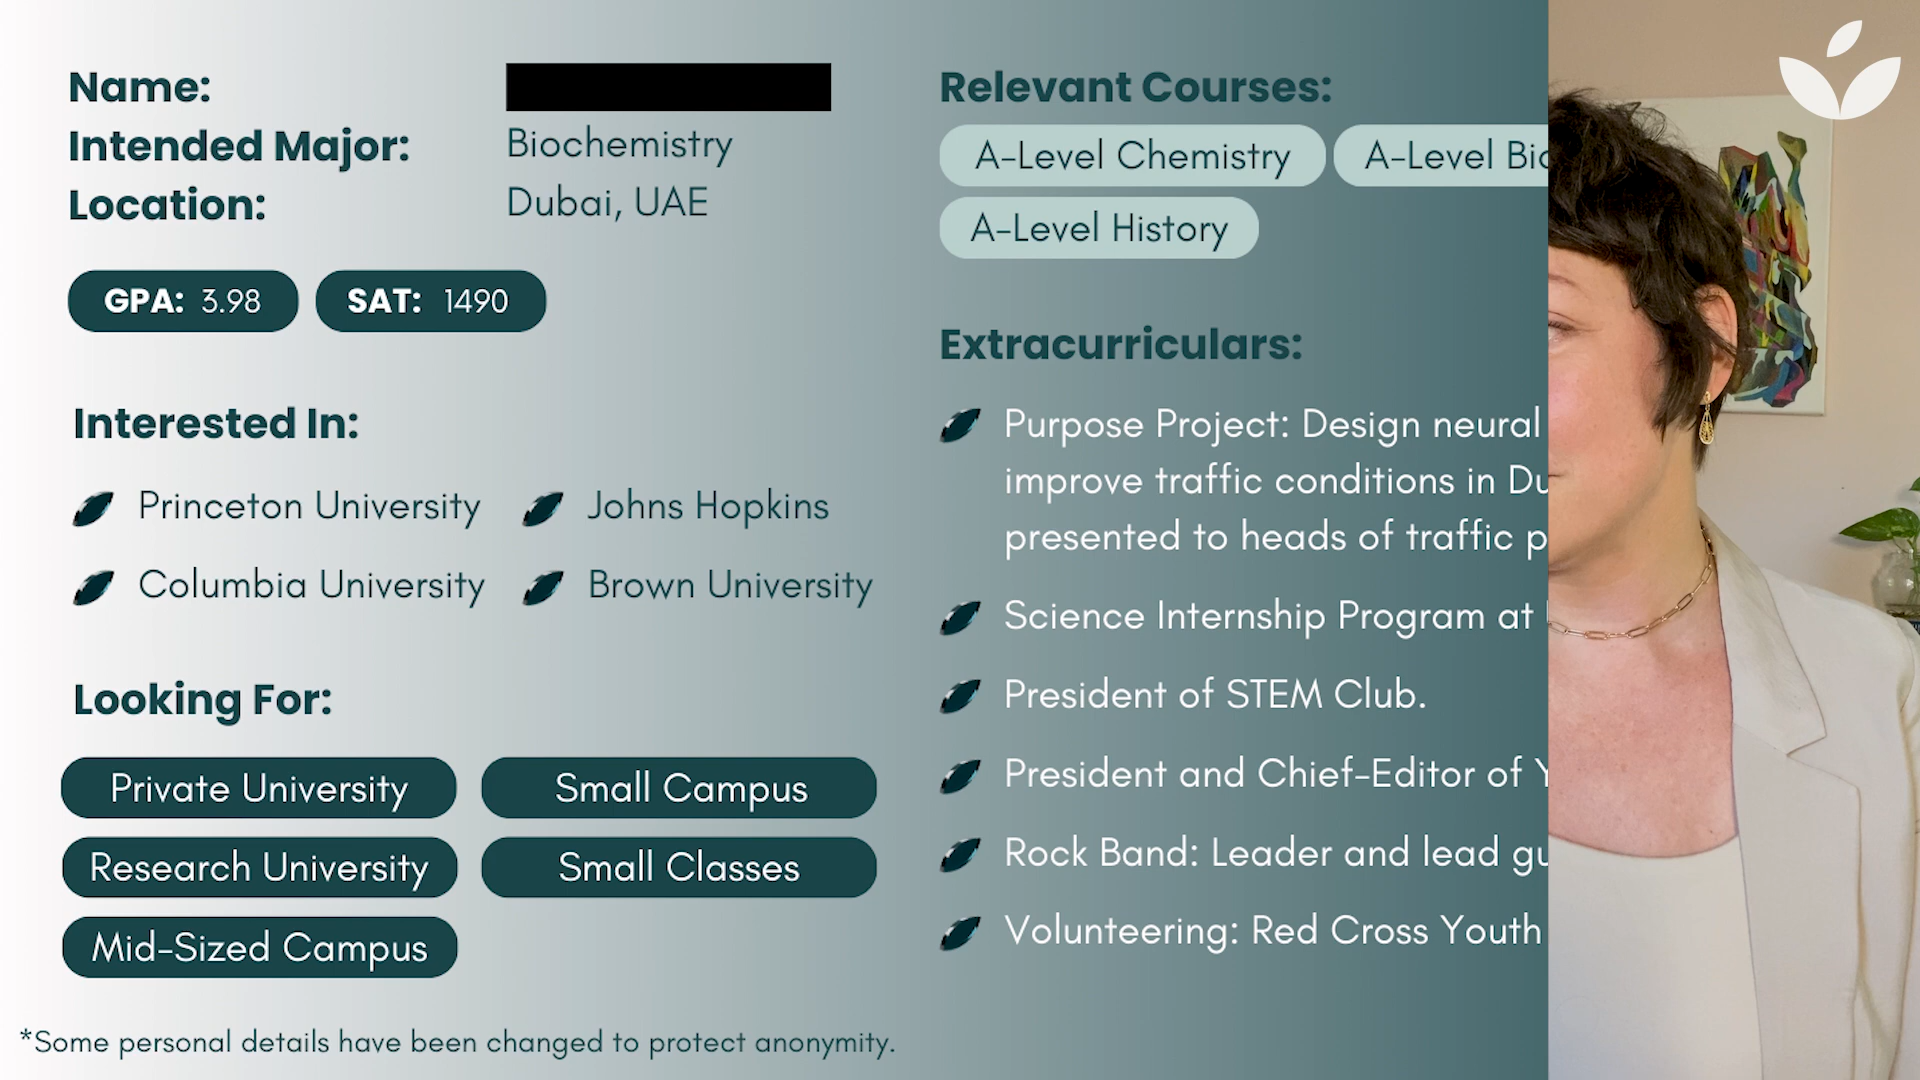 Name:
Intended Major: Biochemistry
Location: Dubai, UAE
GPA: 3.98 SAT: 1490
Interested In:
Princeton University Johns Hopkins
Columbia University Brown University
Looking For:
Private University Small Campus
Research University Small Classes
Mid-Sized Campus
*Some personal details have been changed to protect anonymity.
Relevant Courses:
A-Level Chemistry A-Level
A-Level History
Extracurriculars:
Purpose Project: Design neural
improve traffic conditions in
presented to heads of traffic
Science Internship Program at
President of STEM Club.
President and Chief-Editor of
Rock Band: Leader and lead
Volunteering: Red Cross Youth